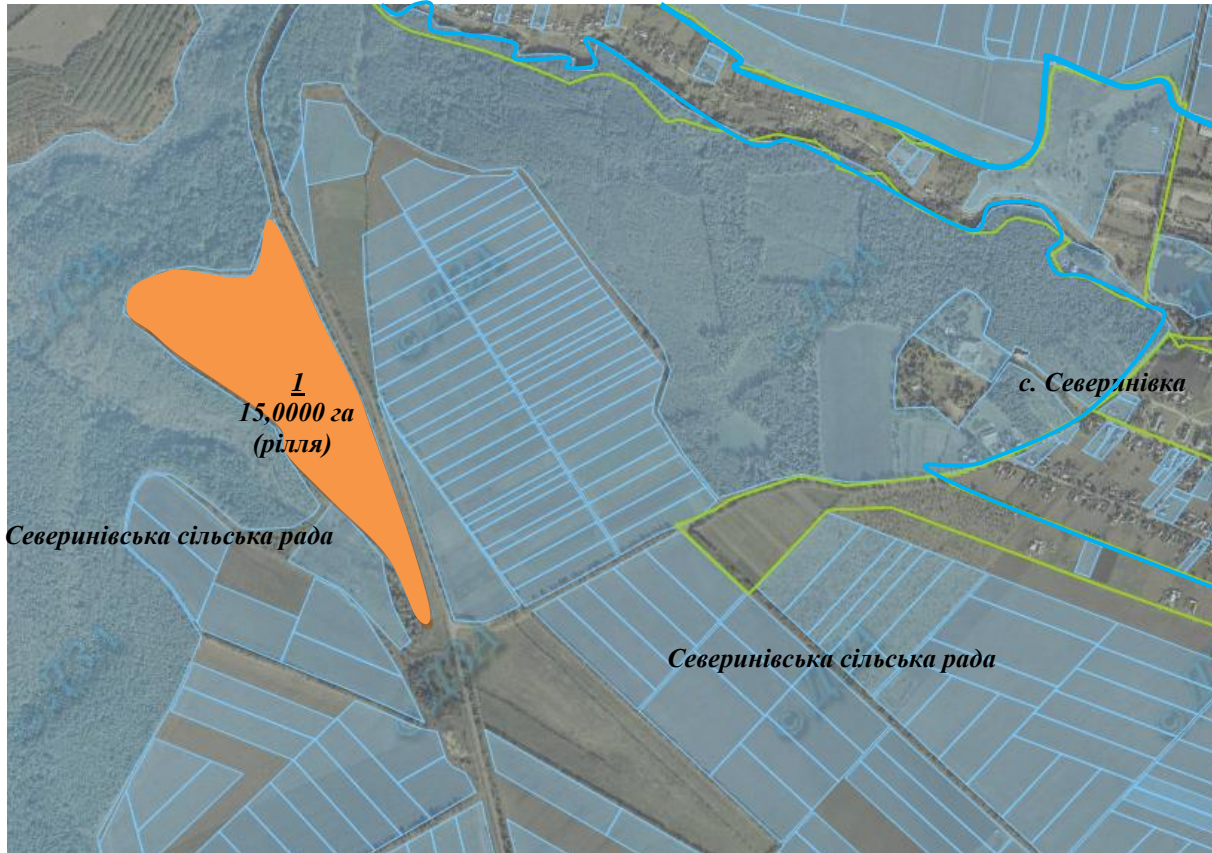 с. Северинівка
1
15,0000 га
(рілля)
Северинівська сільська рада
Северинівська сільська рада